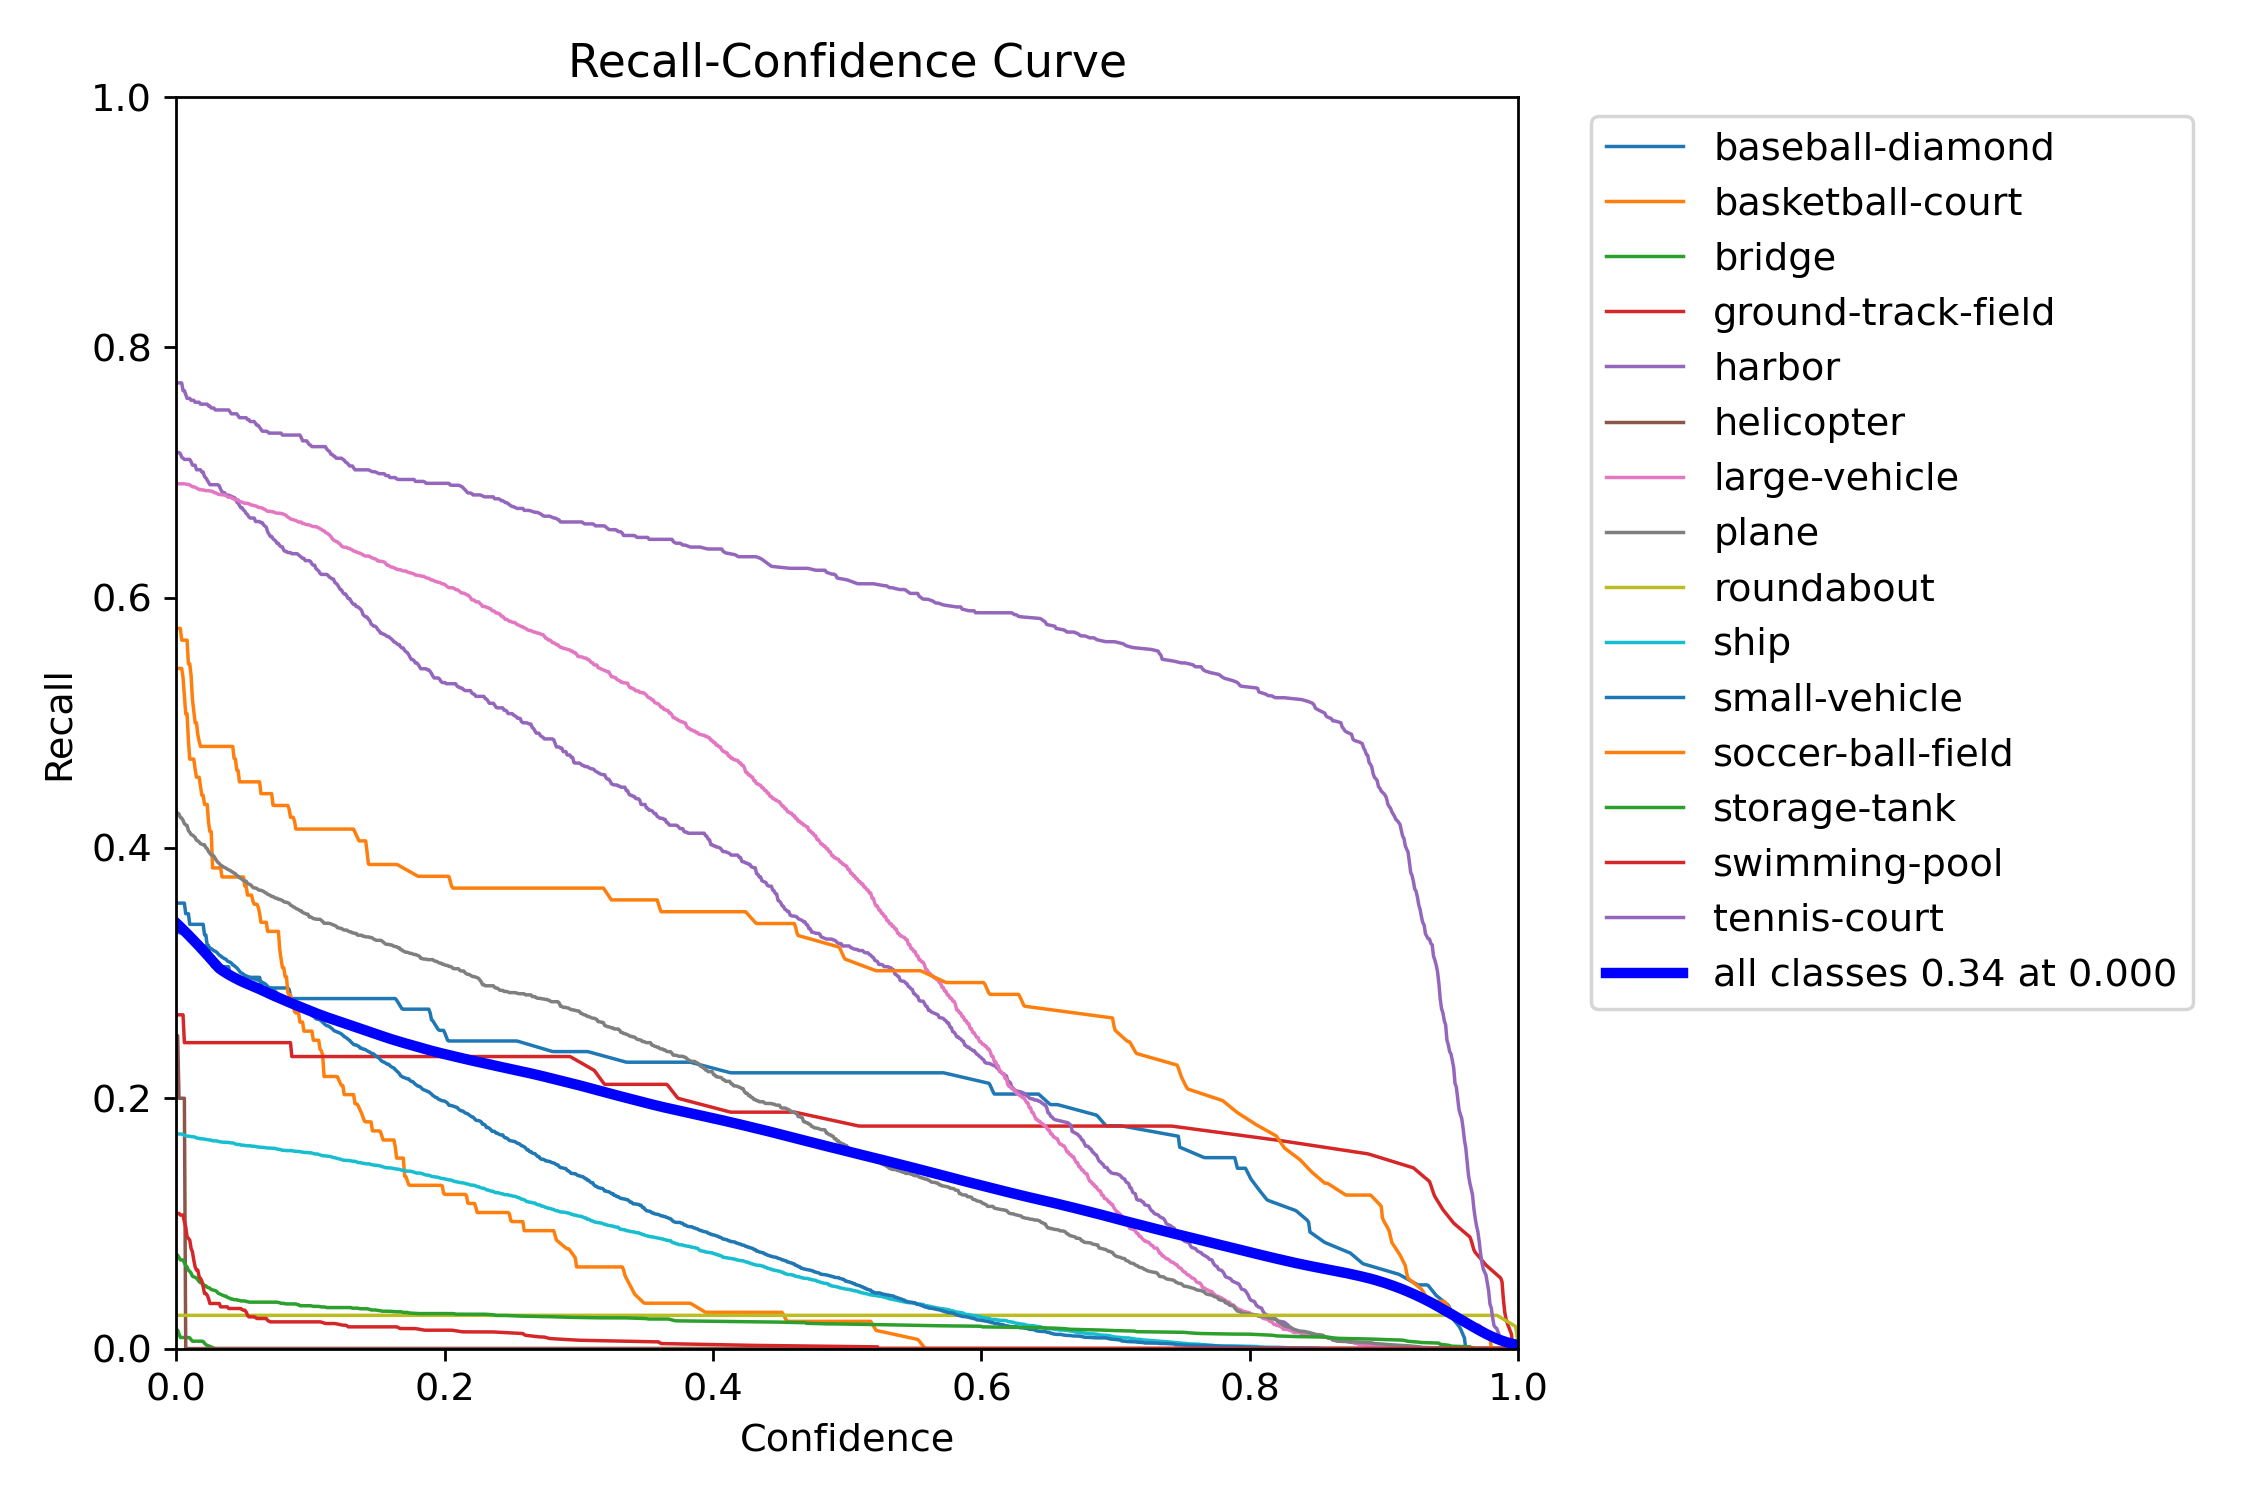 Recall-Confidence Curve
1.0
0.8
0.6
0.4
0.2
0.0
Recall
0.0 0.2 0.4 0.6 0.8 1.0
Confidence
baseball-diamond
basketball-court
bridge
ground-track-field
harbor
helicopter
large-vehicle
plane
roundabout
ship
small-vehicle
soccer-ball-field
storage-tank
swimming-pool
tennis-court
all classes 0.34 at 0.000